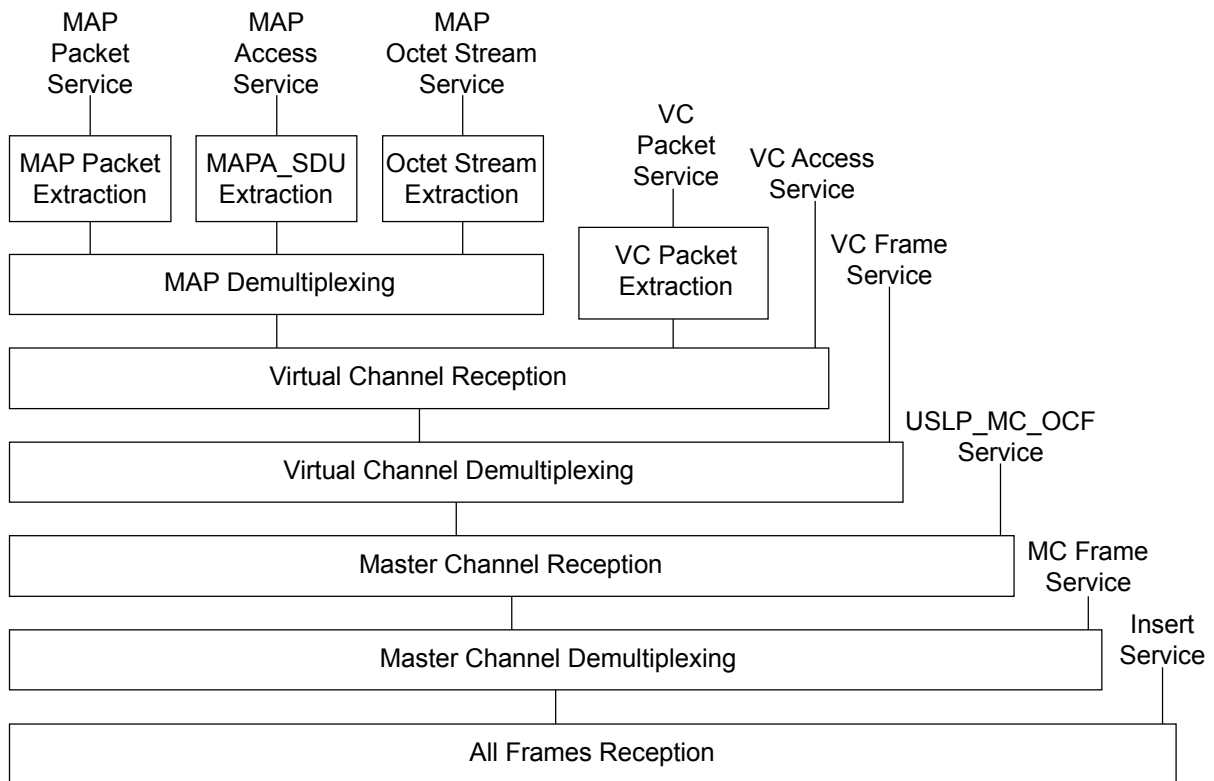 MAP
Packet
Service
MAP
Access
Service
MAP
Octet Stream
Service
VC
Packet
Service
VC Access
Service
VC Frame
Service
MAP Packet
Extraction
MAPA_SDU
Extraction
Octet Stream
Extraction
VC Packet
Extraction
MAP Demultiplexing
Virtual Channel Reception
USLP_MC_OCF
Service
Virtual Channel Demultiplexing
Master Channel Reception
MC Frame
Service
Master Channel Demultiplexing
Insert
Service
All Frames Reception